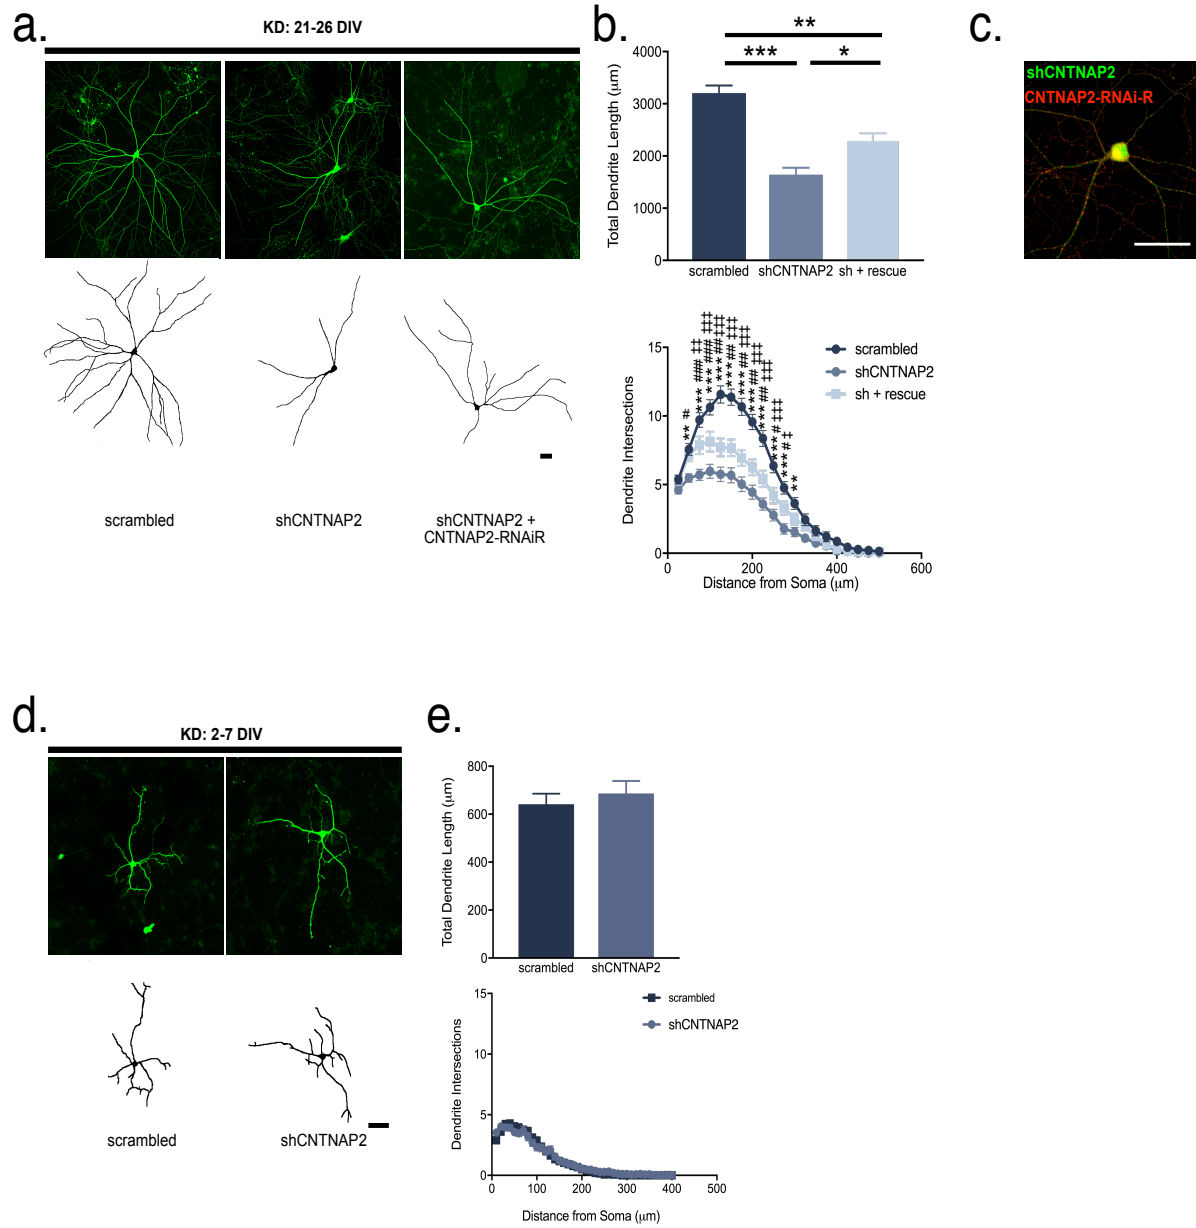 a.
KD: 21-26 DIV
scrambled
shCNTNAP2
shCNTNAP2 +
CNTNAP2-RNAiR
b.
**
***
*
Total Dendrite Length (μm)
4000
3000
2000
1000
0
scrambled
shCNTNAP2
sh + rescue
Dendrite Intersections
15
10
5
0
scrambled
shCNTNAP2
sh + rescue
0
200
400
600
Distance from Soma (μm)
c.
shCNTNAP2
CNTNAP2-RNAi-R
d.
KD: 2-7 DIV
scrambled
shCNTNAP2
e.
Total Dendrite Length (μm)
800
600
400
200
0
scrambled
shCNTNAP2
Dendrite Intersections
15
10
5
0
scrambled
shCNTNAP2
0
100
200
300
400
500
Distance from Soma (μm)